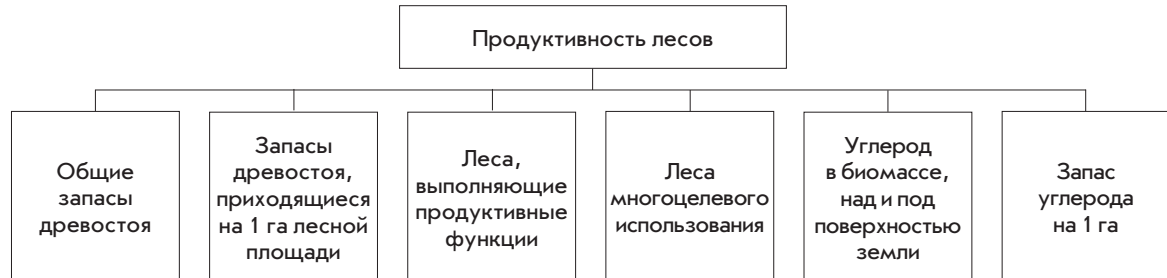 Продуктивность лесов
Общие
запасы
древостоя
Запасы
древостоя,
приходящиеся
на 1 га лесной
площади
Леса,
выполняющие
продуктивные
функции
Леса
многоцелевого
использования
Углерод
в биомассе,
над и под
поверхностью
земли
Запас
углерода
на 1 га